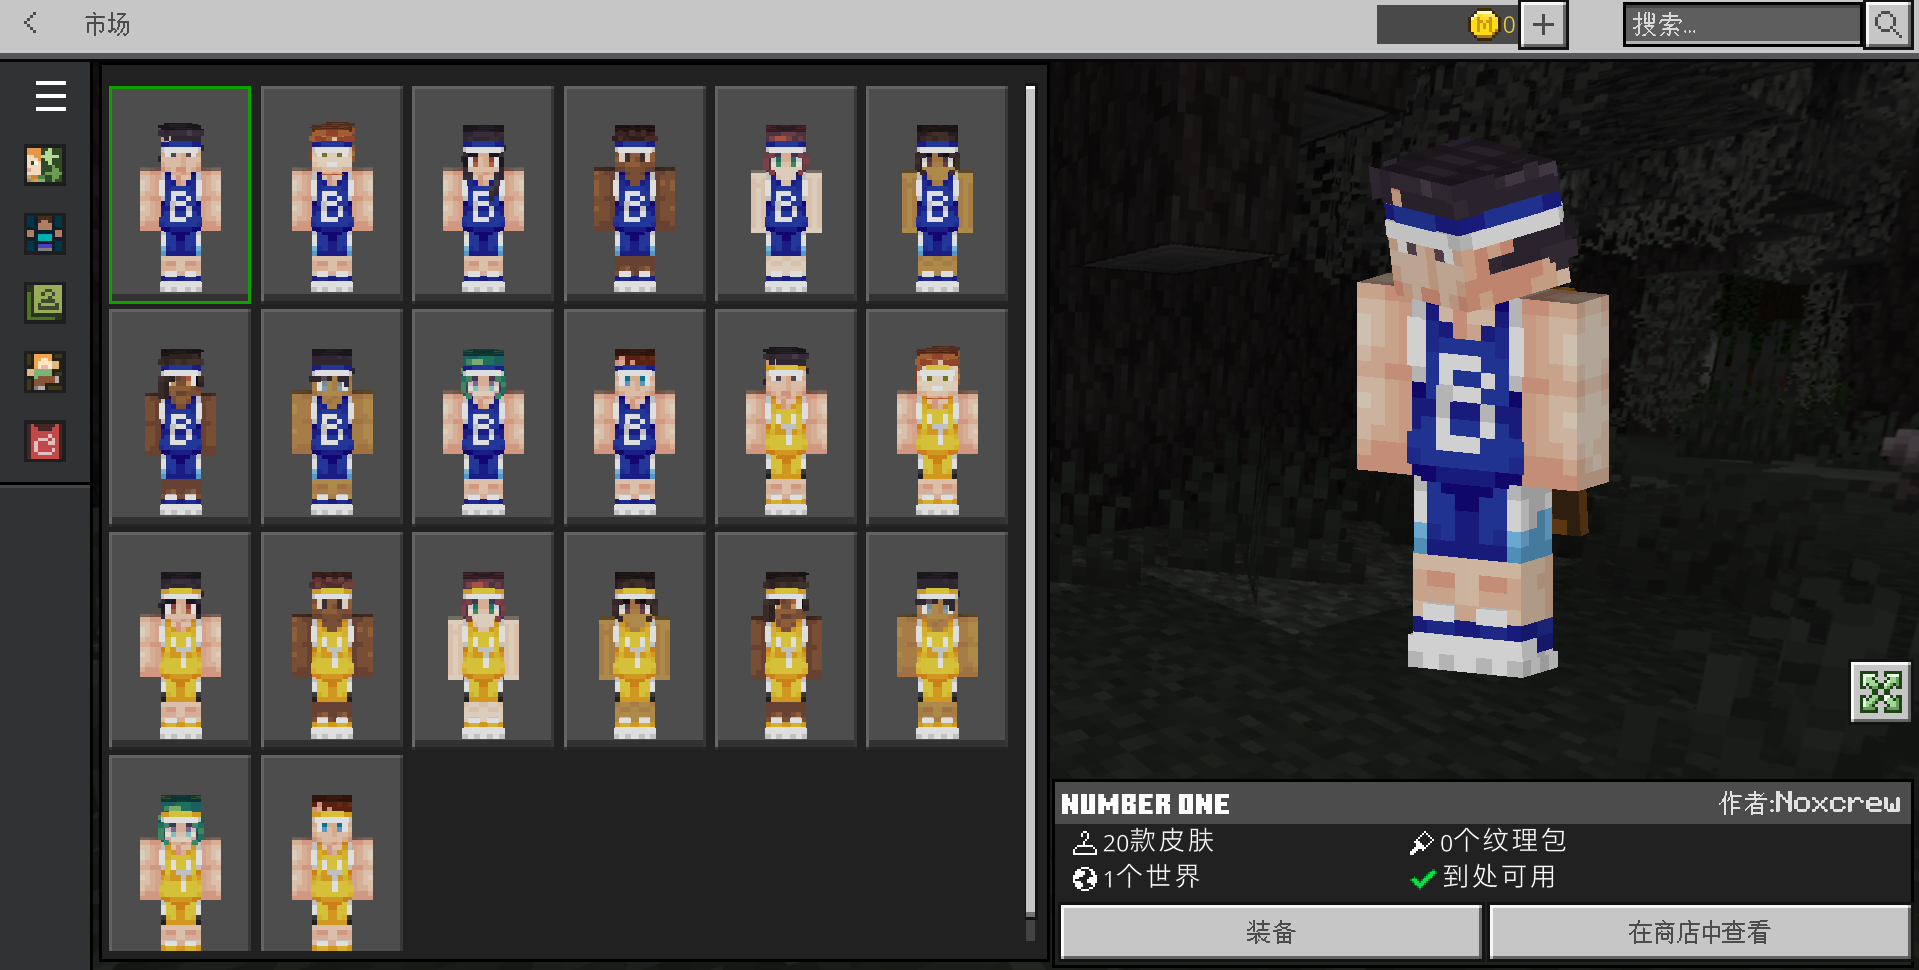 市场
0
搜索...
NUMBER ONE
作者:Noxcrew
20款皮肤
0个纹理包
1个世界
到处可用
装备
在商店中查看